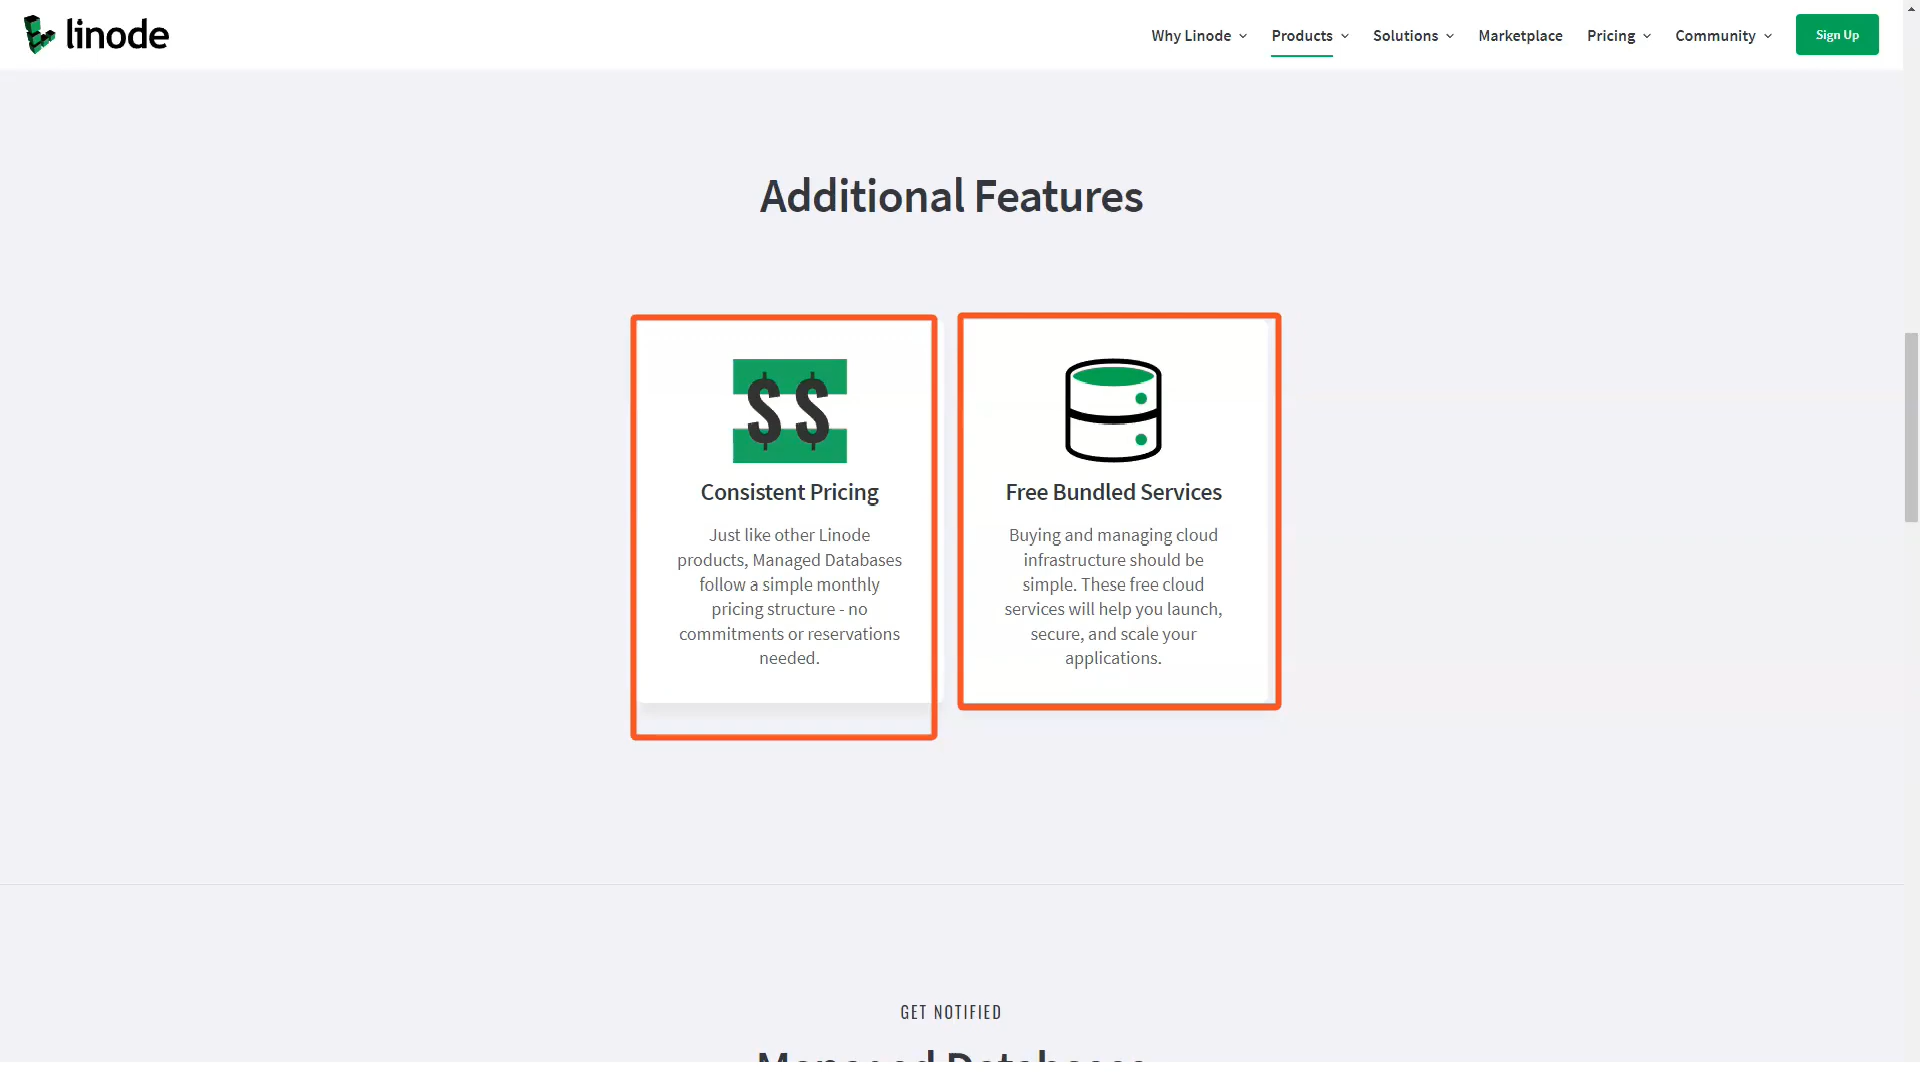 linode
Why Linode
Products
Solutions
Marketplace
Pricing
Community
Sign Up
Additional Features
$$
Consistent Pricing
Just like other Linode
products, Managed Databases
follow a simple monthly
pricing structure - no
commitments or reservations
needed.
Free Bundled Services
Buying and managing cloud
infrastructure should be
simple. These free cloud
services will help you launch,
secure, and scale your
applications.
GET NOTIFIED
Managed Databases